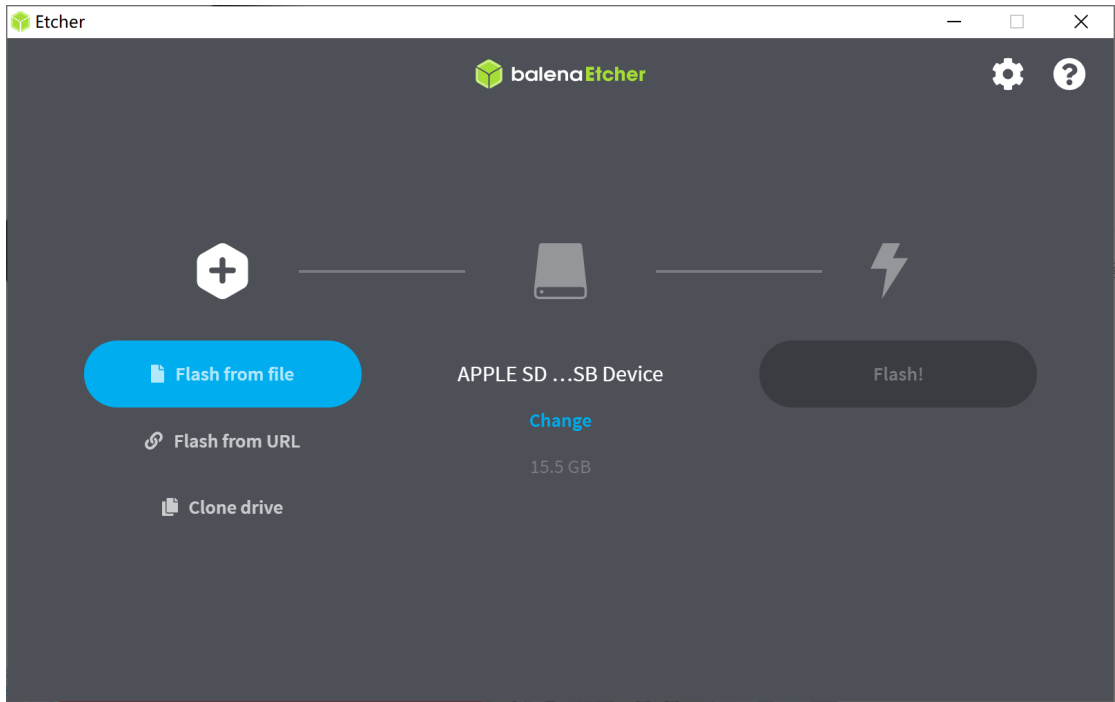 Etcher
balenaEtcher
Flash from file
APPLE SD ...SB Device
Flash!
Change
Flash from URL
15.5 GB
Clone drive